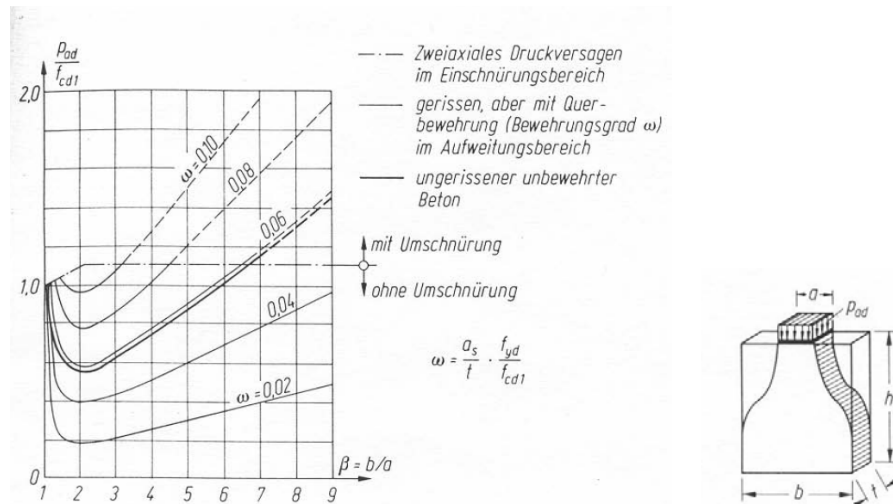 p_ad
f_cd1
2,0
1,0
0
1 2 3 4 5 6 7 8 9
β = b/a
ω = 0,10
0,08
0,06
0,04
ω = 0,02
Zweiaxiales Druckversagen
im Einschnürungsbereich
gerissen, aber mit Quer-
bewehrung (Bewehrungsgrad ω)
im Aufweitungsbereich
ungerissener unbewehrter
Beton
mit Umschnürung
ohne Umschnürung
ω = a_s/t · f_yd/f_cd1
a
p_ad
h
b
t